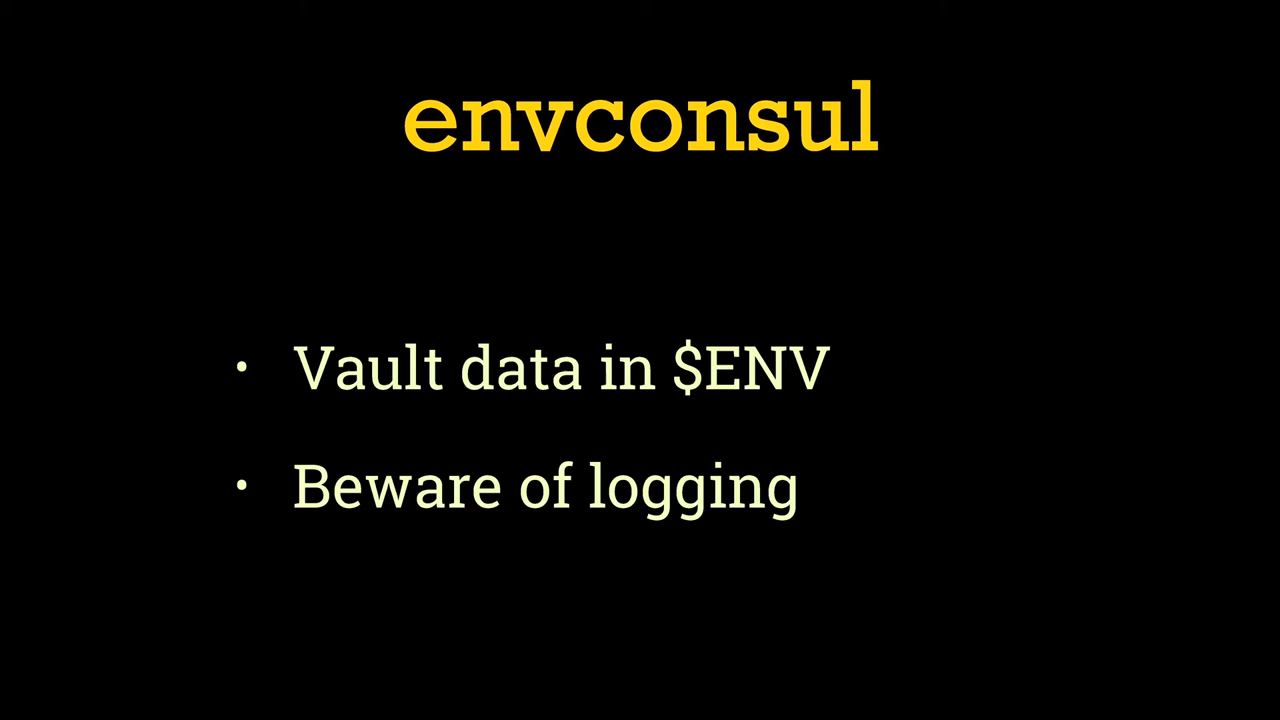 envconsul
· Vault data in $ENV
· Beware of logging